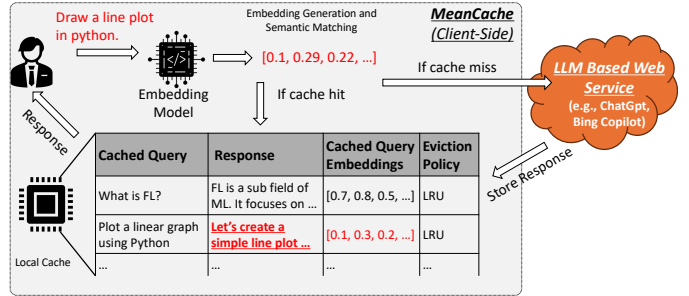 Draw a line plot
in python.
Embedding Generation and
Semantic Matching
MeanCache
(Client-Side)
[0.1, 0.29, 0.22, …]
</>
Embedding
Model
If cache hit
If cache miss
LLM Based Web
Service
(e.g., ChatGpt,
Bing Copilot)
Response
Store Response
Cached Query
Response
Cached Query
Embeddings
Eviction
Policy
What is FL?
FL is a sub field of
ML. It focuses on …
[0.7, 0.8, 0.5, …]
LRU
Plot a linear graph
using Python
Let's create a
simple line plot …
[0.1, 0.3, 0.2, …]
LRU
…
…
…
…
Local Cache